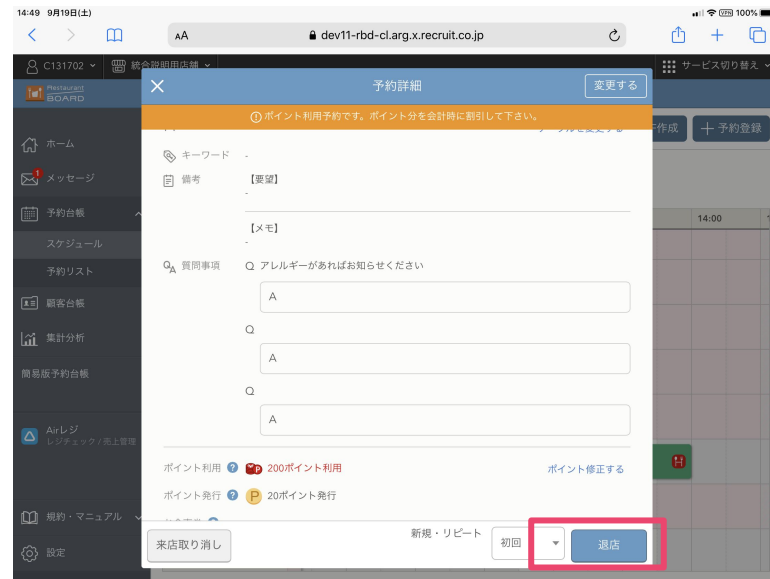 14:49 9月19日(土)
100%
AA
dev11-rbd-cl.arg.x.recruit.co.jp
C131702
統合説明用店舗
サービス切り替え
Restaurant
BOARD
予約詳細
変更する
ポイント利用予約です。ポイント分を会計時に割引して下さい。
作成
予約登録
ホーム
キーワード -
メッセージ
1
備考
【要望】
-
予約台帳
【メモ】
-
14:00
スケジュール
質問事項
Q アレルギーがあればお知らせください
予約リスト
A
顧客台帳
Q
集計分析
A
簡易版予約台帳
Q
A
Airレジ
レジチェック/売上管理
ポイント利用
200ポイント利用
ポイント修正する
ポイント発行
20ポイント発行
規約・マニュアル
来店取り消し
新規・リピート
初回
退店
設定